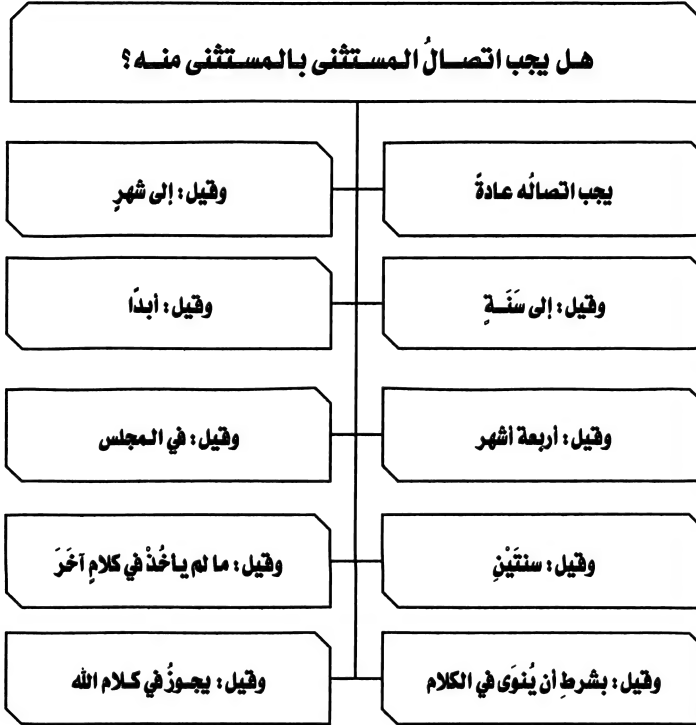 هل يجب اتصالُ المستثنى بالمستثنى منه؟
يجب اتصالُه عادةً
وقيل: إلى شهرٍ
وقيل: إلى سَنَةٍ
وقيل: أبدًا
وقيل: أربعة أشهر
وقيل: في المجلس
وقيل: سنتَيْنِ
وقيل: ما لم يأخُذْ في كلامٍ آخَرَ
وقيل: بشرطِ أن يُنوَى في الكلام
وقيل: يجوزُ في كلام الله